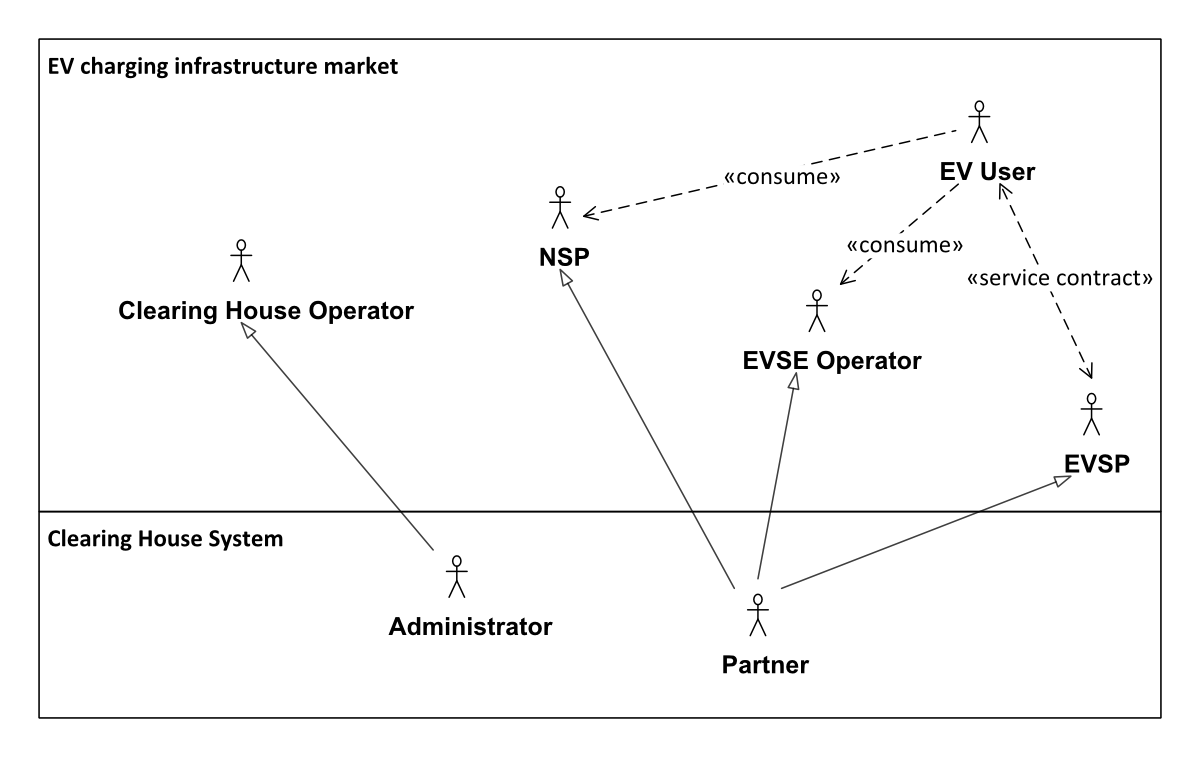 EV charging infrastructure market
EV User
«consume»
NSP
«consume»
«service contract»
Clearing House Operator
EVSE Operator
EVSP
Clearing House System
Administrator
Partner